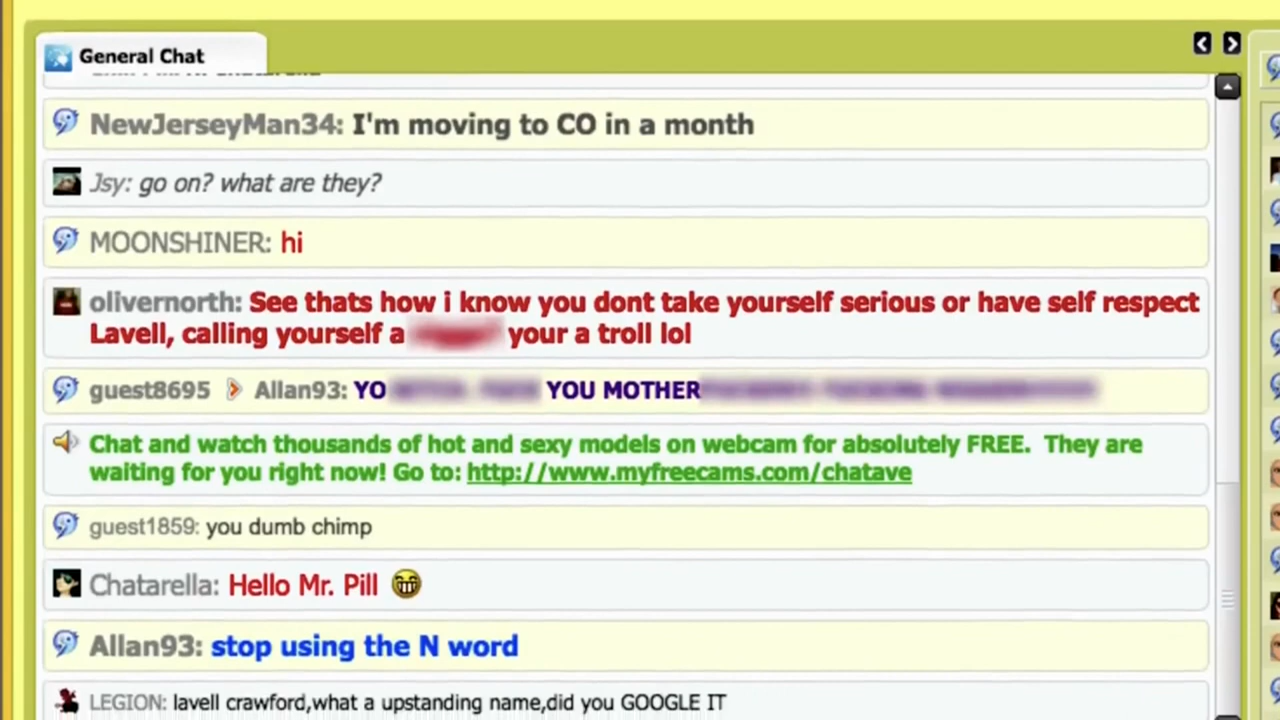 General Chat
NewJerseyMan34: I'm moving to CO in a month
Jsy: go on? what are they?
MOONSHINER: hi
olivernorth: See thats how i know you dont take yourself serious or have self respect
Lavell, calling yourself a your a troll lol
guest8695 Allan93: YO YOU MOTHER
Chat and watch thousands of hot and sexy models on webcam for absolutely FREE. They are
waiting for you right now! Go to: http://www.myfreecams.com/chatave
guest1859: you dumb chimp
Chatarella: Hello Mr. Pill
Allan93: stop using the N word
LEGION: lavell crawford,what a upstanding name,did you GOOGLE IT